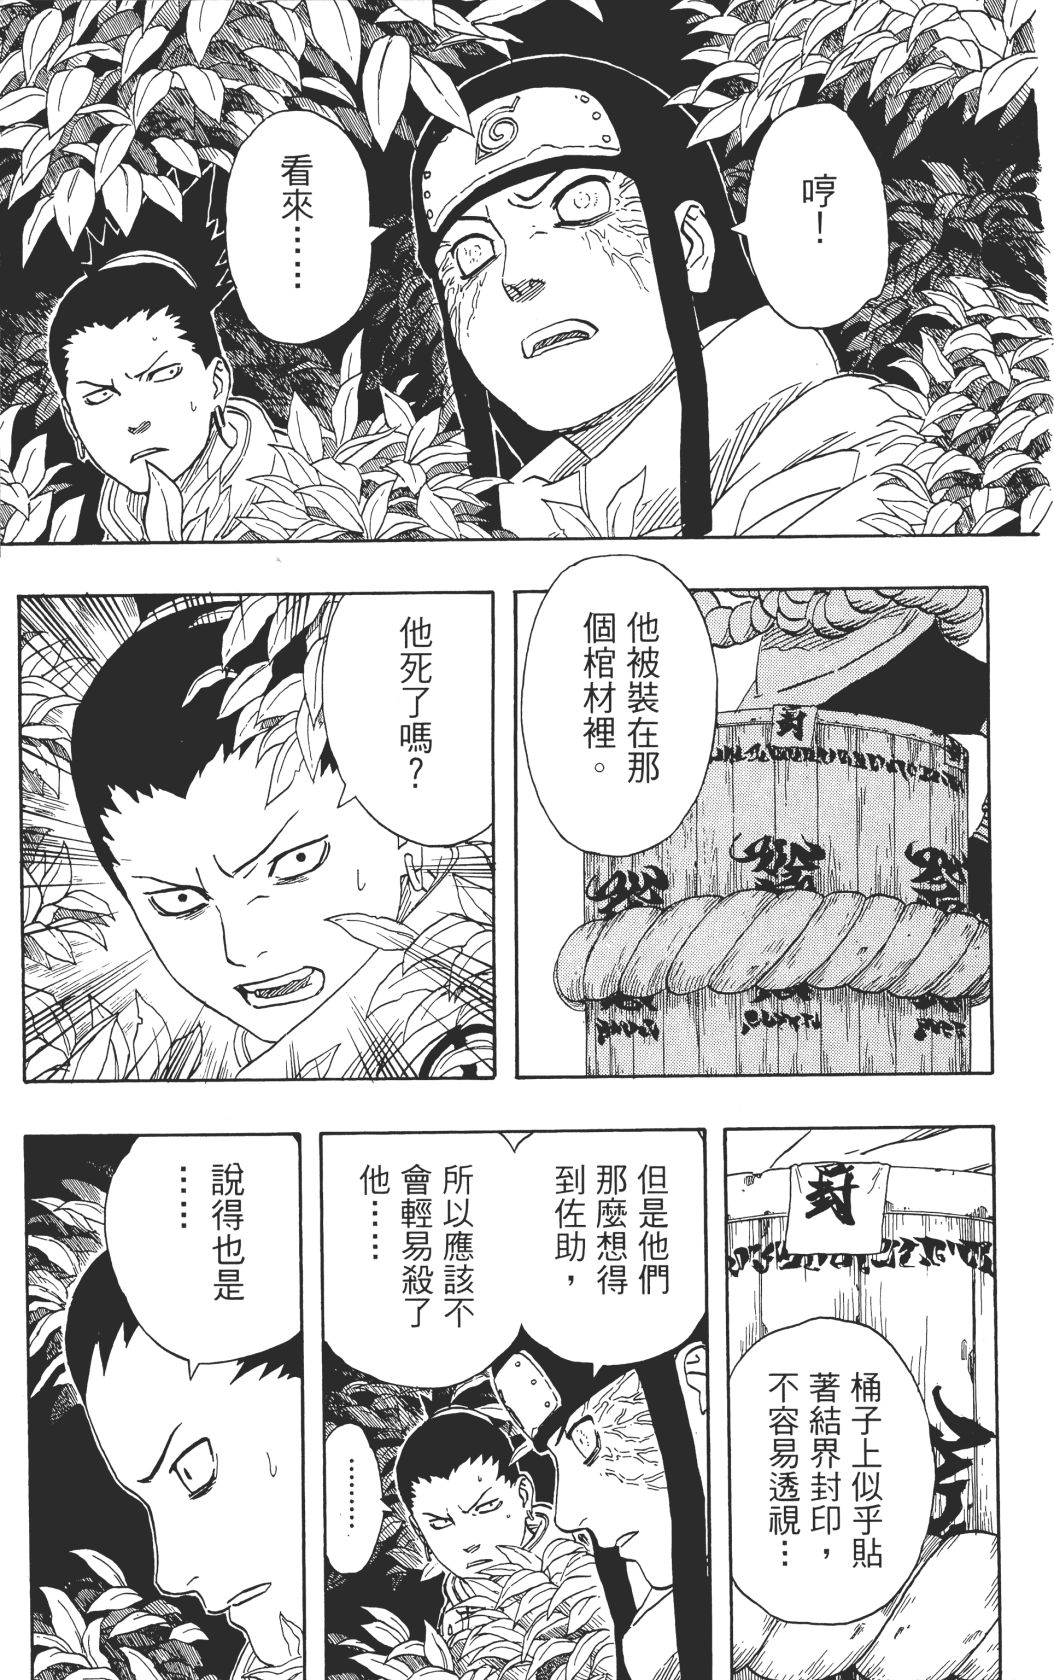 哼！
看來……
他被裝在那
個棺材裡。
封
他死了嗎？
封
桶子上似乎貼
著結界封印，
不容易透視…
但是他們
那麼想得
到佐助，
所以應該不
會輕易殺了
他……
………
說得也是
……